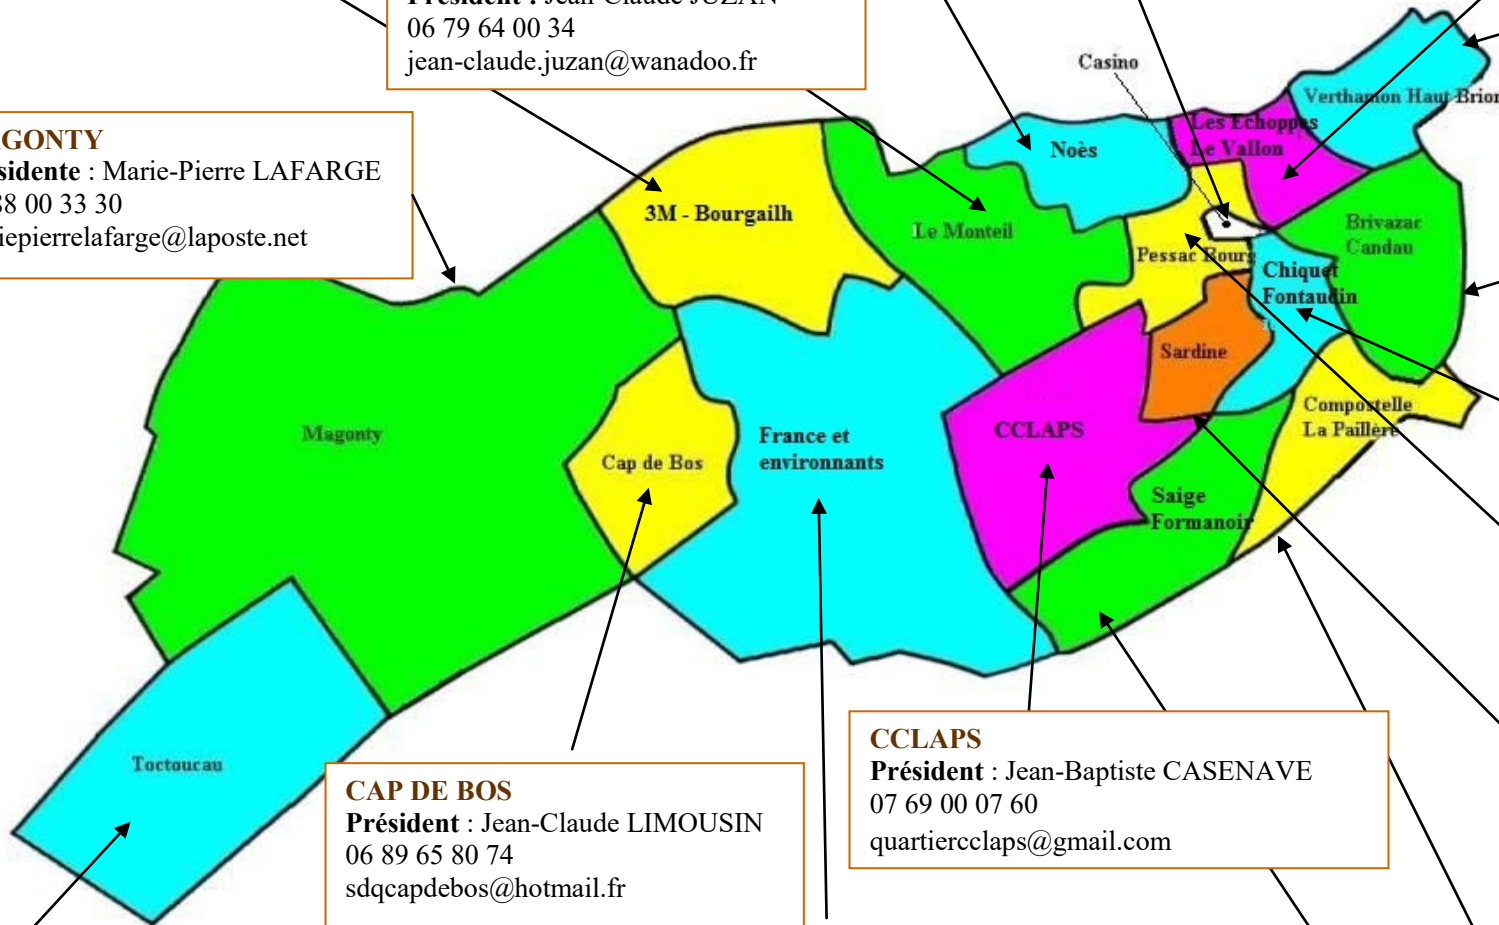 Président : Jean-Claude JUZAN
06 79 64 00 34
jean-claude.juzan@wanadoo.fr
GONTY
sidente : Marie-Pierre LAFARGE
38 00 33 30
iepierrelafarge@laposte.net
Casino
Verthamon Haut Brion
Les Echoppes
Le Vallon
Noès
3M - Bourgailh
Le Monteil
Brivazac
Candau
Pessac Bourg
Chiquet
Fontaudin
Sardine
Magonty
Cap de Bos
France et
environnants
CCLAPS
Compostelle
La Paillère
Saige
Formanoir
Toctoucau
CAP DE BOS
Président : Jean-Claude LIMOUSIN
06 89 65 80 74
sdqcapdebos@hotmail.fr
CCLAPS
Président : Jean-Baptiste CASENAVE
07 69 00 07 60
quartiercclaps@gmail.com